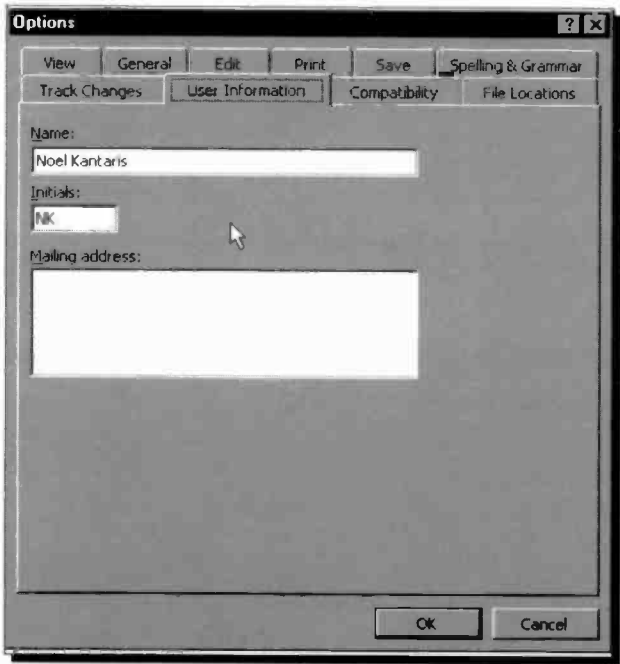 Options
View General Edit Print Save Spelling & Grammar
Track Changes User Information Compatibility File Locations
Name:
Noel Kantaris
Initials:
NK
Mailing address:
OK Cancel